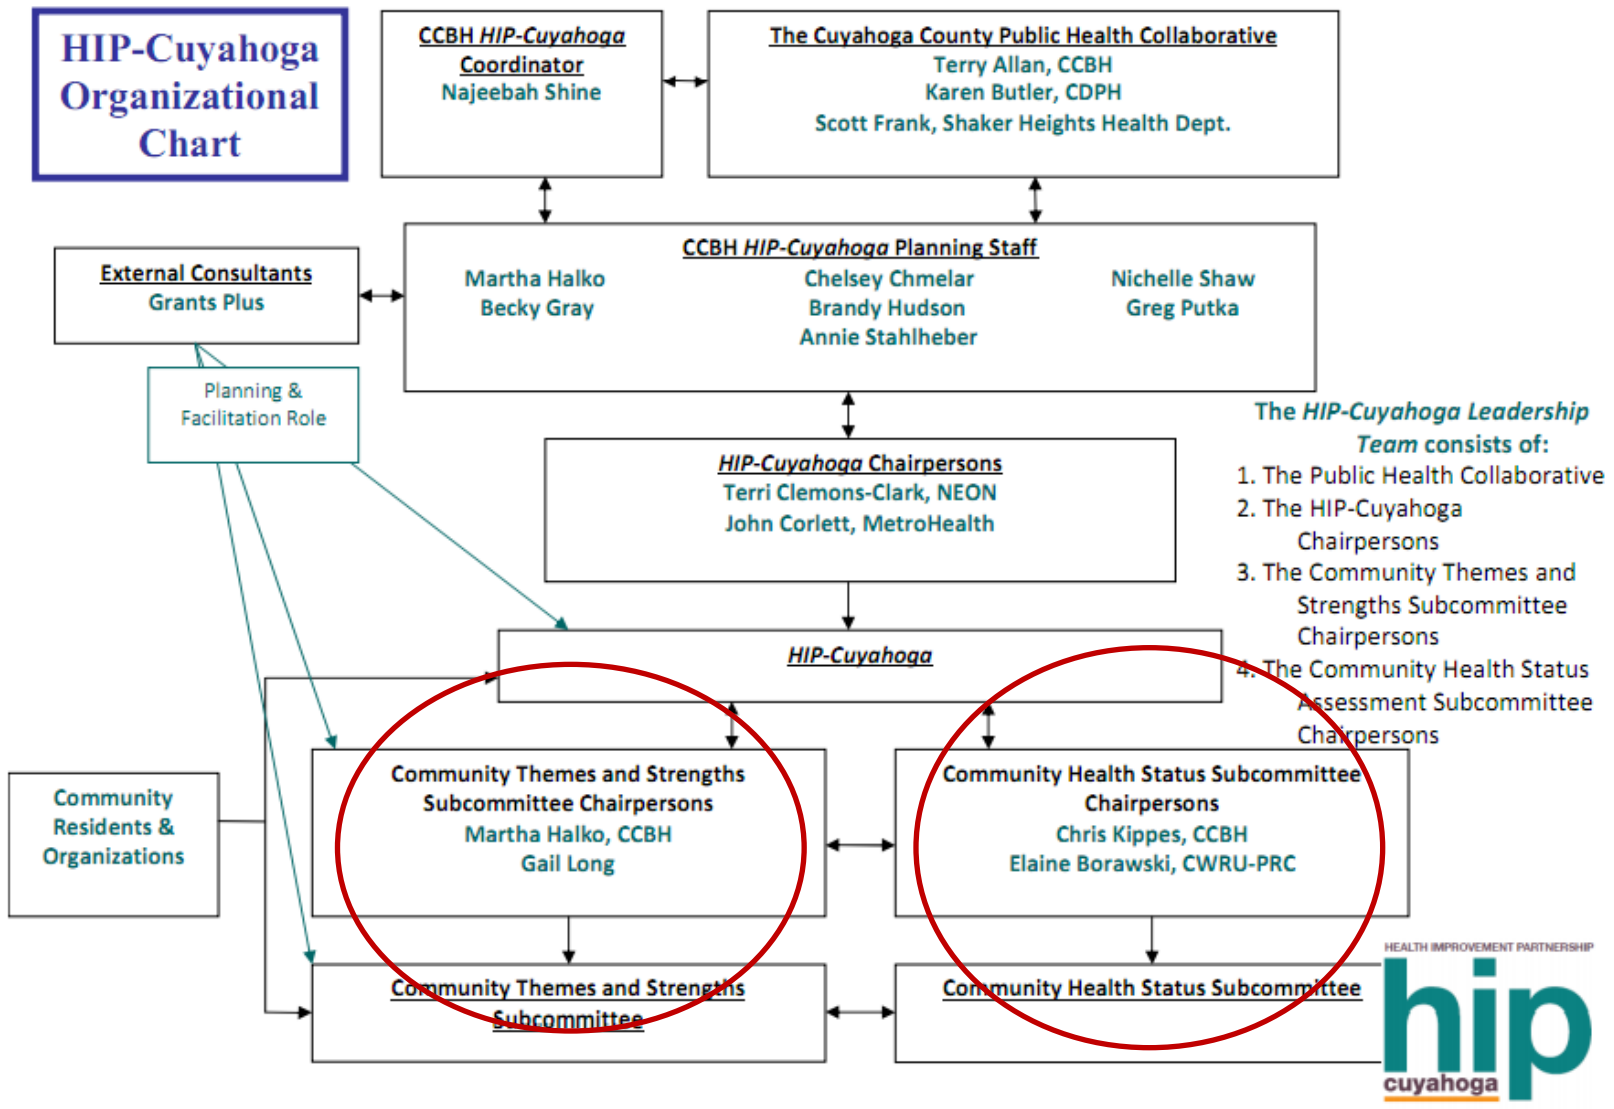 HIP-Cuyahoga
Organizational
Chart
CCBH HIP-Cuyahoga
Coordinator
Najeebah Shine
The Cuyahoga County Public Health Collaborative
Terry Allan, CCBH
Karen Butler, CDPH
Scott Frank, Shaker Heights Health Dept.
External Consultants
Grants Plus
CCBH HIP-Cuyahoga Planning Staff
Martha Halko
Becky Gray
Chelsey Chmelar
Brandy Hudson
Annie Stahlheber
Nichelle Shaw
Greg Putka
Planning &
Facilitation Role
HIP-Cuyahoga Chairpersons
Terri Clemons-Clark, NEON
John Corlett, MetroHealth
The HIP-Cuyahoga Leadership
Team consists of:
1. The Public Health Collaborative
2. The HIP-Cuyahoga
Chairpersons
3. The Community Themes and
Strengths Subcommittee
Chairpersons
4. The Community Health Status
Assessment Subcommittee
Chairpersons
HIP-Cuyahoga
Community
Residents &
Organizations
Community Themes and Strengths
Subcommittee Chairpersons
Martha Halko, CCBH
Gail Long
Community Health Status Subcommittee
Chairpersons
Chris Kippes, CCBH
Elaine Borawski, CWRU-PRC
Community Themes and Strengths
Subcommittee
Community Health Status Subcommittee
HEALTH IMPROVEMENT PARTNERSHIP
hip
cuyahoga